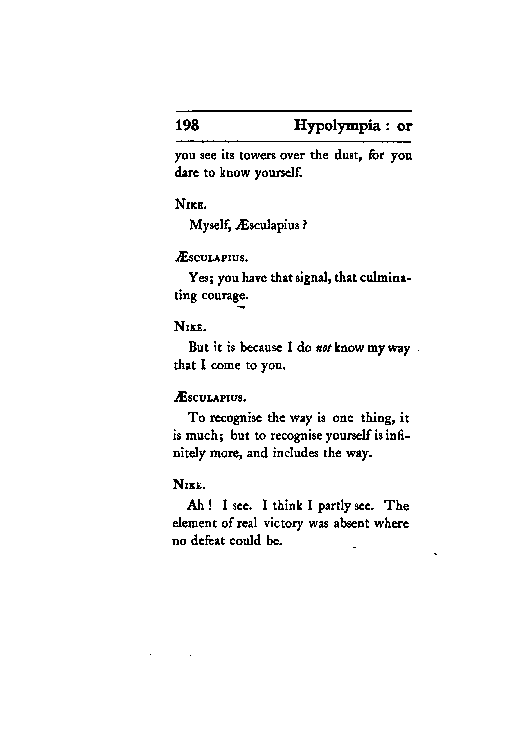 198 Hypolympia : or
you see its towers over the dust, for you
dare to know yourself.
Nike.
Myself, Æsculapius?
Æsculapius.
Yes; you have that signal, that culmina-
ting courage.
Nike.
But it is because I do not know my way
that I come to you.
Æsculapius.
To recognise the way is one thing, it
is much; but to recognise yourself is infi-
nitely more, and includes the way.
Nike.
Ah! I see. I think I partly see. The
element of real victory was absent where
no defeat could be.